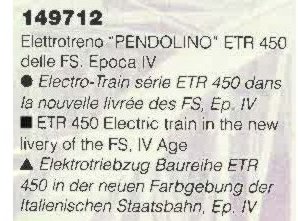 149712
Elettrotreno "PENDOLINO" ETR 450
delle FS. Epoca IV
● Electro-Train série ETR 450 dans
la nouvelle livrée des FS, Ep. IV
■ ETR 450 Electric train in the new
livery of the FS, IV Age
▲ Elektrotriebzug Baureihe ETR
450 in der neuen Farbgebung der
Italienischen Staatsbahn, Ep. IV